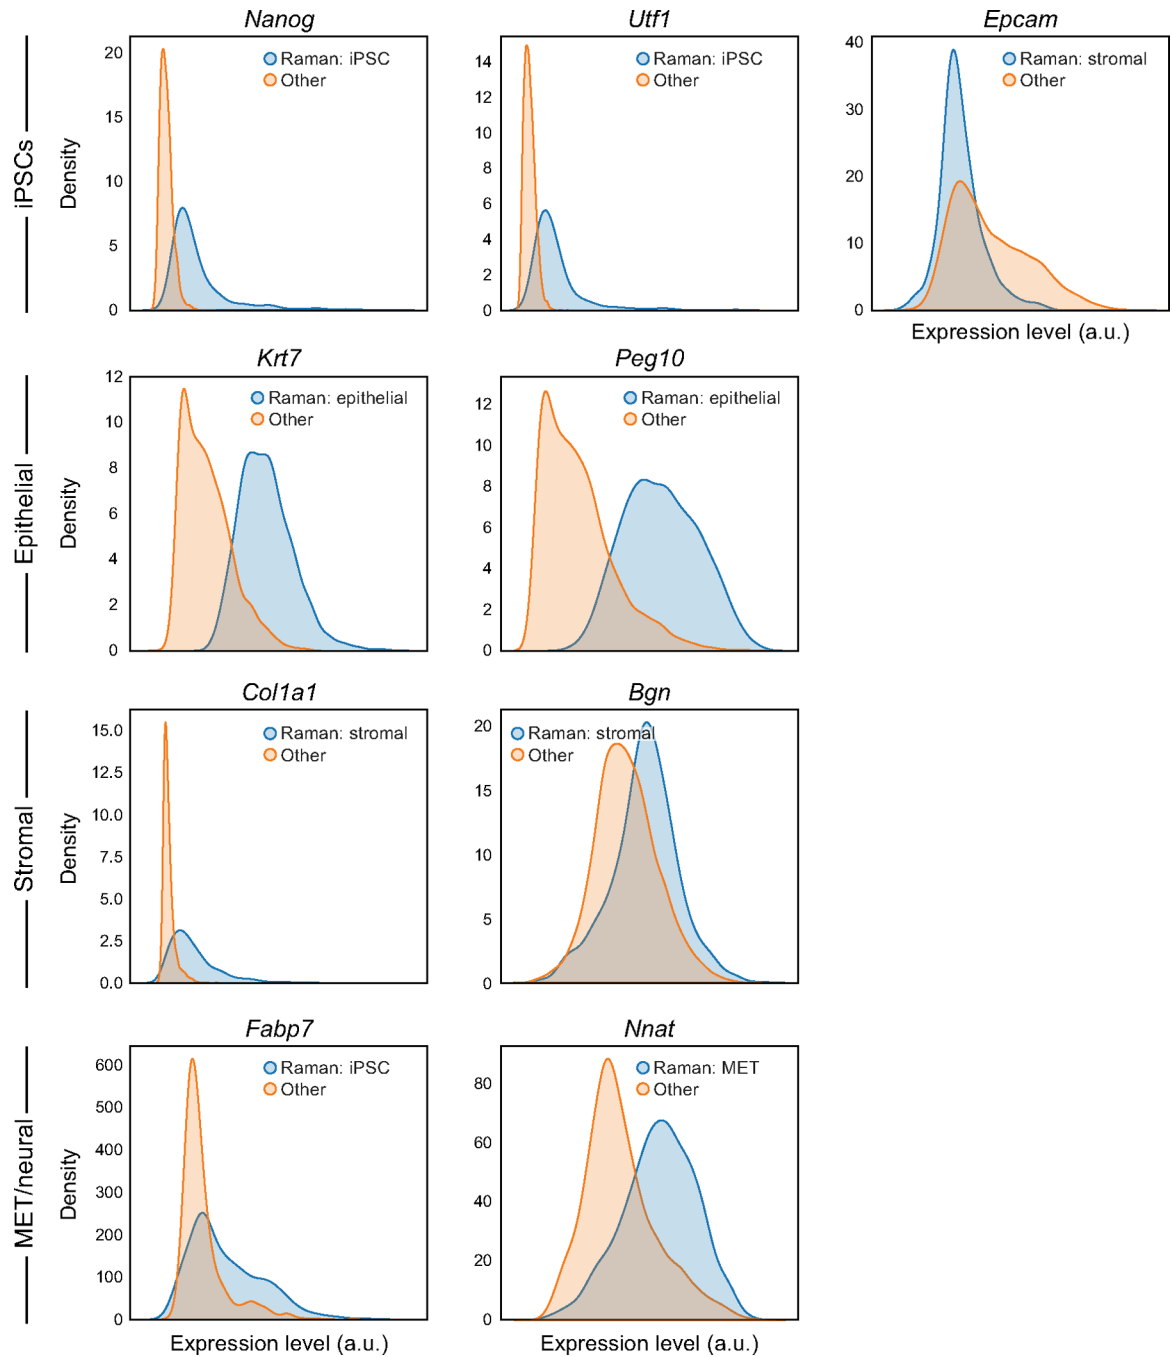 Nanog
Utf1
Epcam
iPSCs
Density
20
15
10
5
0
Raman: iPSC
Other
14
12
10
8
6
4
2
0
Raman: iPSC
Other
40
30
20
10
0
Raman: stromal
Other
Expression level (a.u.)
Krt7
Peg10
Epithelial
Density
12
10
8
6
4
2
0
Raman: epithelial
Other
12
10
8
6
4
2
0
Raman: epithelial
Other
Col1a1
Bgn
Stromal
Density
15.0
12.5
10.0
7.5
5.0
2.5
0.0
Raman: stromal
Other
20
15
10
5
0
Raman: stromal
Other
Fabp7
Nnat
MET/neural
Density
600
500
400
300
200
100
0
Raman: iPSC
Other
80
60
40
20
0
Raman: MET
Other
Expression level (a.u.)
Expression level (a.u.)